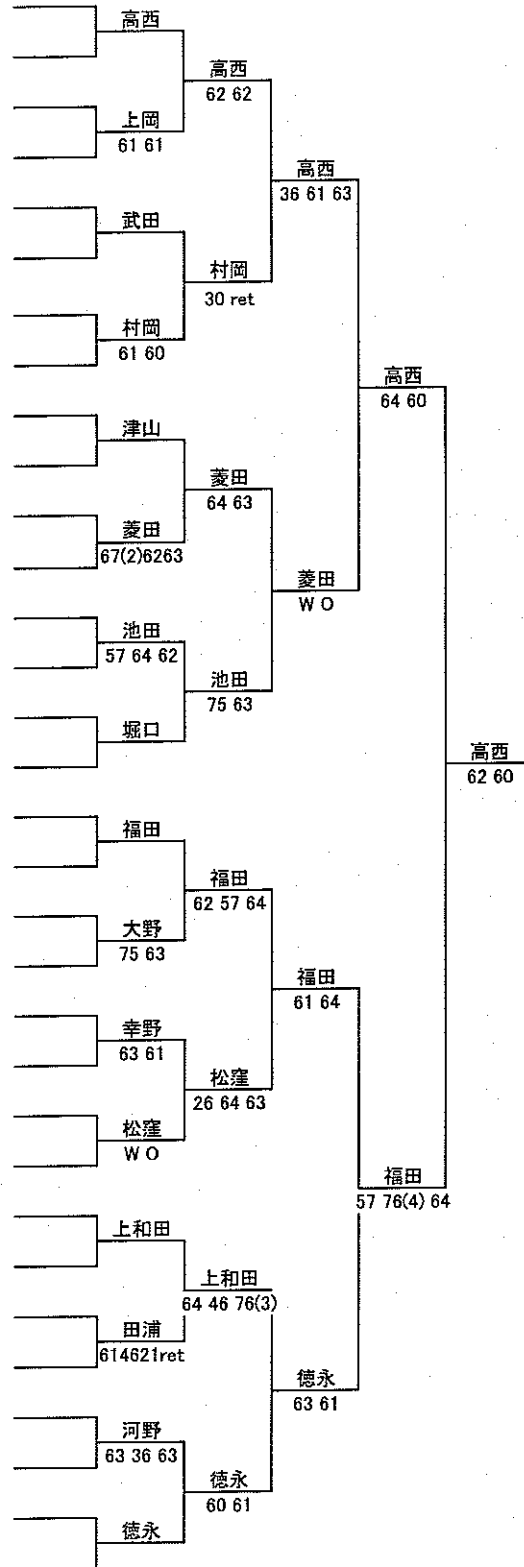 高西
高西
62 62
上岡
61 61
高西
36 61 63
武田
村岡
30 ret
村岡
61 60
高西
64 60
津山
菱田
64 63
菱田
67(2)6263
菱田
W O
池田
57 64 62
池田
75 63
堀口
高西
62 60
福田
福田
62 57 64
大野
75 63
福田
61 64
幸野
63 61
松窪
26 64 63
松窪
W O
福田
57 76(4) 64
上和田
上和田
64 46 76(3)
田浦
614621ret
徳永
63 61
河野
63 36 63
徳永
60 61
徳永